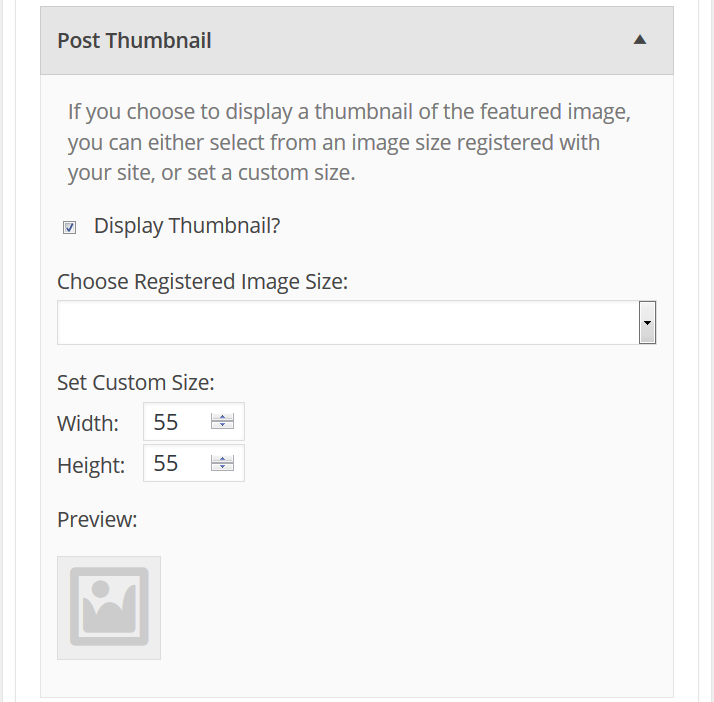 Post Thumbnail
If you choose to display a thumbnail of the featured image,
you can either select from an image size registered with
your site, or set a custom size.
Display Thumbnail?
Choose Registered Image Size:
Set Custom Size:
Width: 55
Height: 55
Preview: